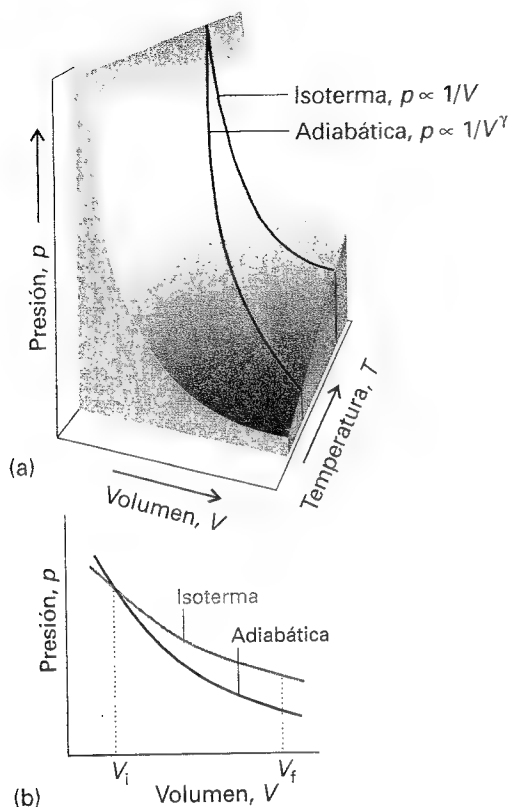 Isoterma, p ∝ 1/V
Adiabática, p ∝ 1/V^γ
Presión, p
Temperatura, T
(a)
Volumen, V
Presión, p
Isoterma
Adiabática
V_i
V_f
(b)
Volumen, V